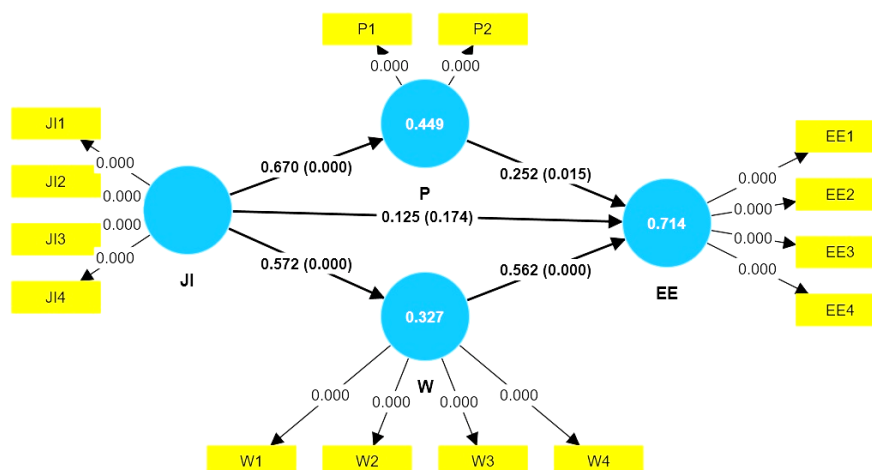 P1
P2
0.000
0.000
JI1
JI2
JI3
JI4
0.000
0.000
0.000
0.000
JI
0.670 (0.000)
0.449
P
0.252 (0.015)
0.125 (0.174)
0.572 (0.000)
0.562 (0.000)
0.714
EE
0.000
0.000
0.000
0.000
EE1
EE2
EE3
EE4
0.327
W
0.000
0.000
0.000
0.000
W1
W2
W3
W4